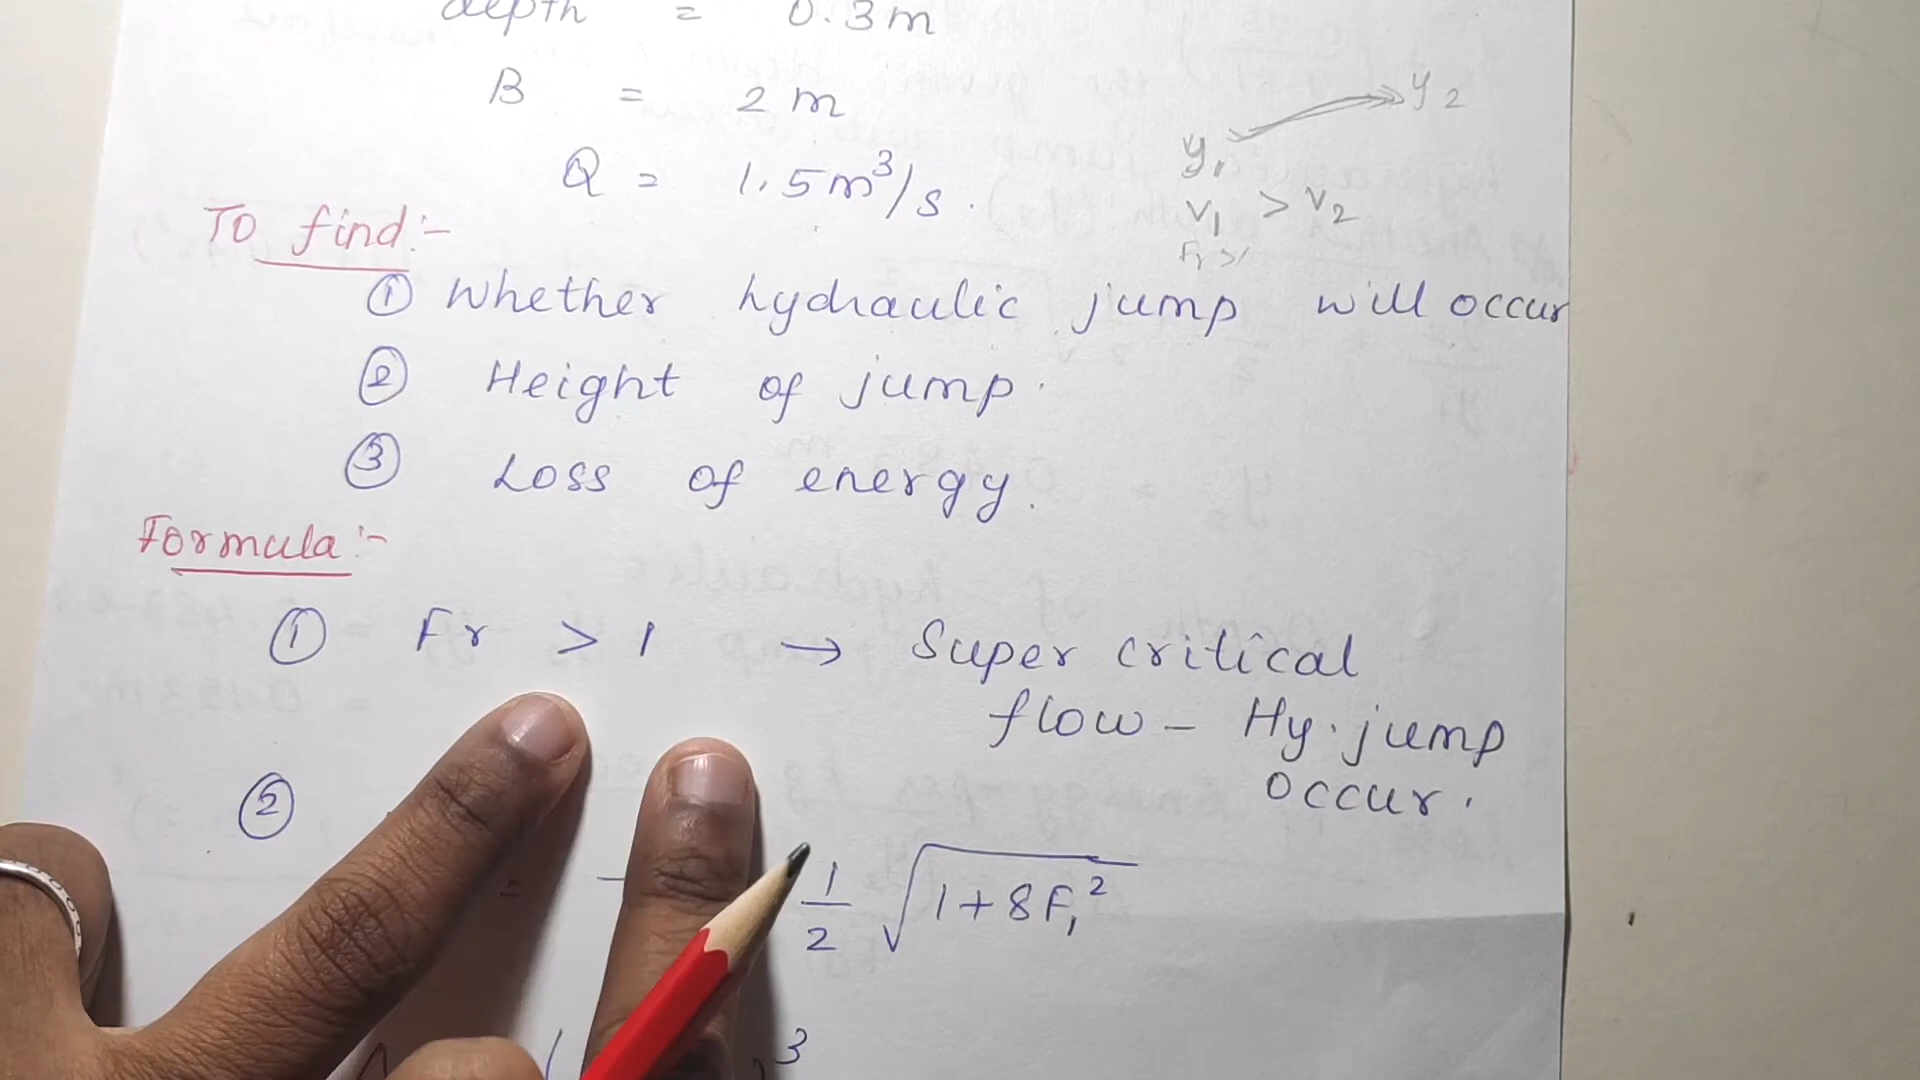 depth = 0.3m
B = 2 m
Q = 1.5m³/s.
y₁ → y₂
V₁ > V₂
Fr >1
To find:-
① Whether hydraulic jump will occur
② Height of jump.
③ Loss of energy.
Formula:-
① Fr > 1 → Super critical
flow - Hy. jump
occur.
②
= - 1/2 √1+8F₁²
3